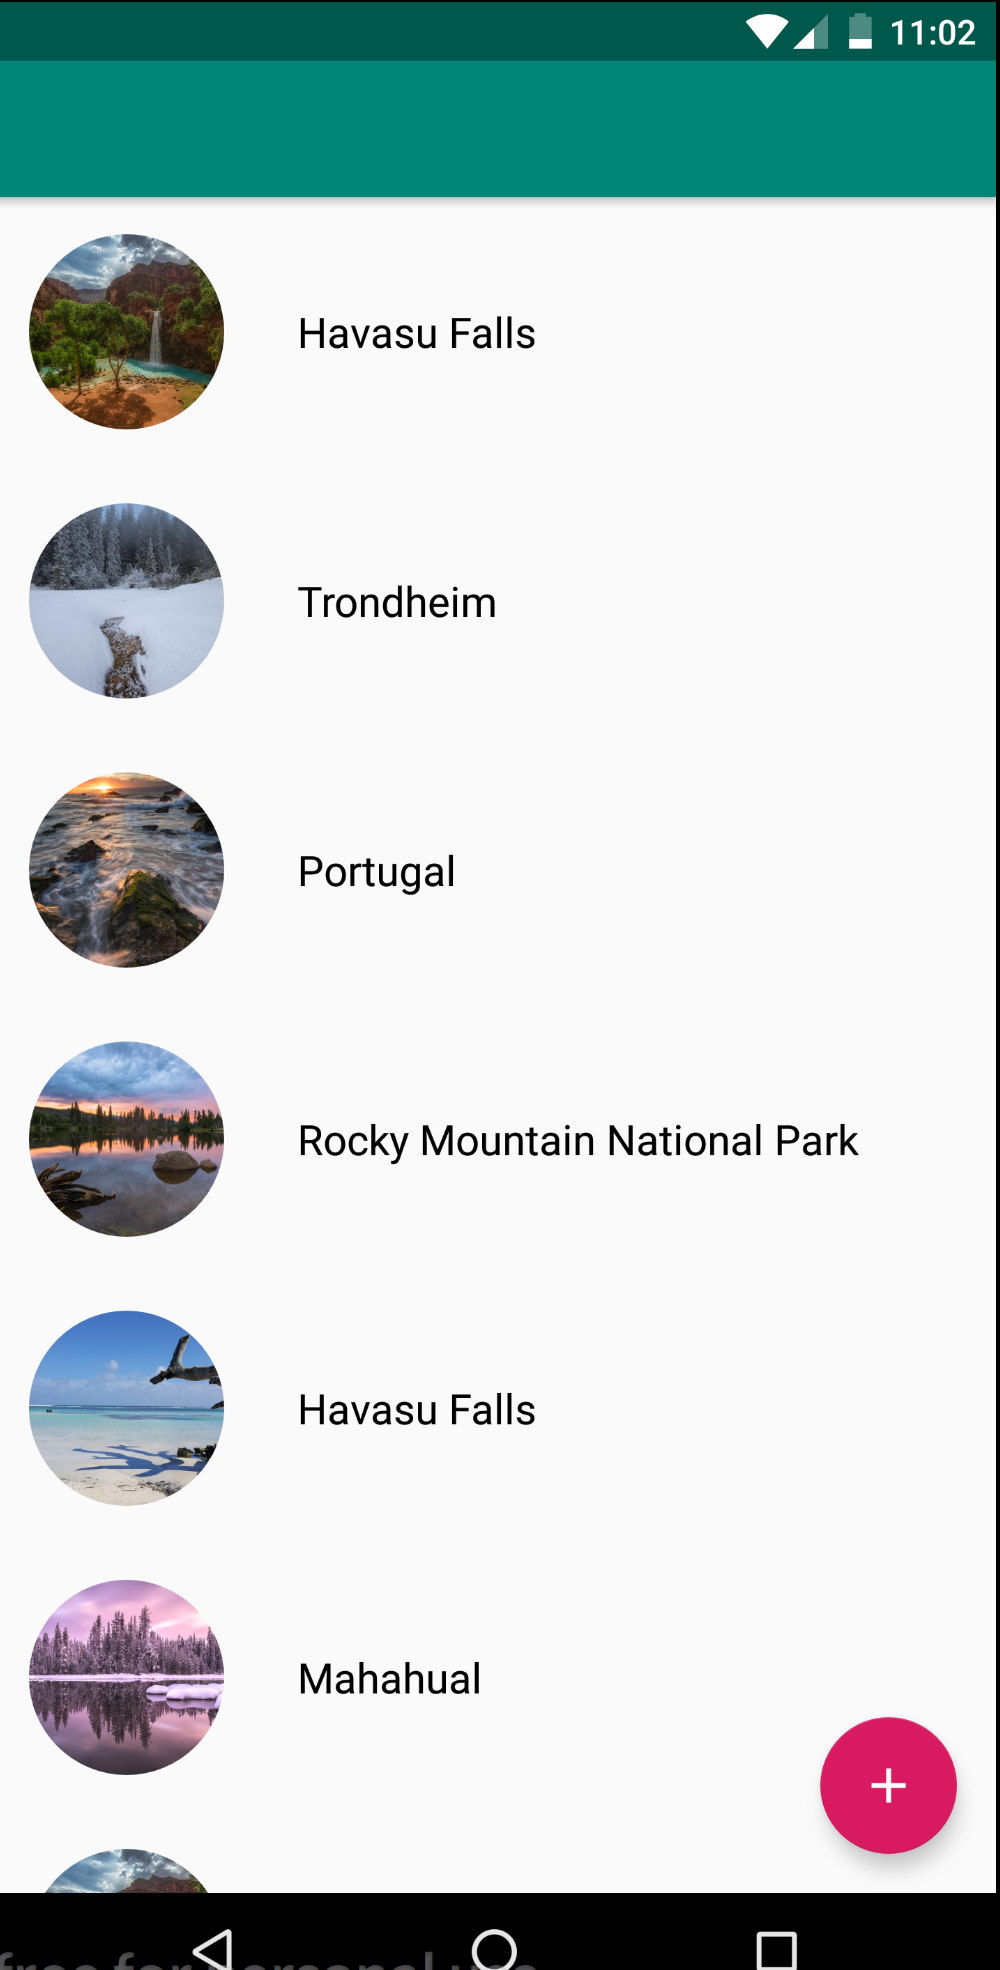 11:02
Havasu Falls
Trondheim
Portugal
Rocky Mountain National Park
Havasu Falls
Mahahual
free for personal use